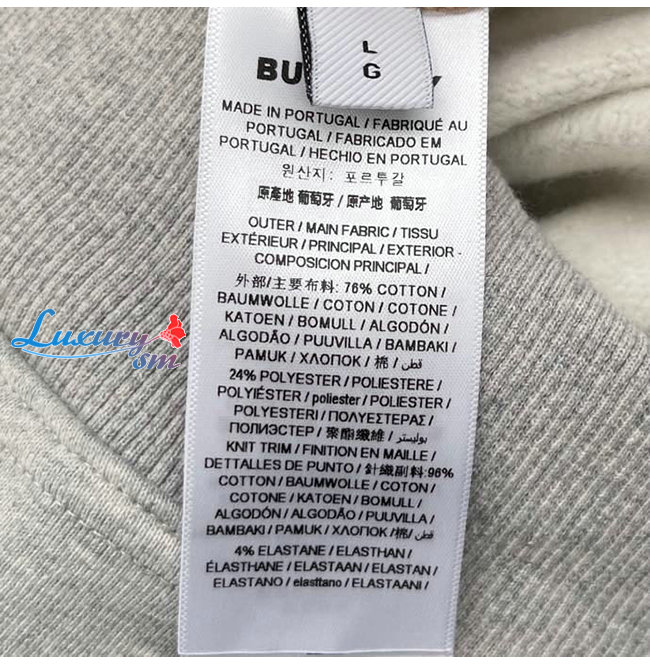 L
G
BU Y
MADE IN PORTUGAL / FABRIQUÉ AU
PORTUGAL / FABRICADO EM
PORTUGAL / HECHIO EN PORTUGAL
원산지: 포르투갈
原產地 葡萄牙 / 原产地 葡萄牙
OUTER / MAIN FABRIC / TISSU
EXTÉRIEUR / PRINCIPAL / EXTERIOR -
COMPOSICION PRINCIPAL /
外部/主要布料: 76% COTTON /
BAUMWOLLE / COTON / COTONE /
KATOEN / BOMULL / ALGODÓN /
ALGODÃO / PUUVILLA / BAMBAKI /
PAMUK / ХЛОПОК / 棉 / قطن /
24% POLYESTER / POLIESTERE /
POLYIÉSTER / poliester / POLIESTER /
POLYESTERI / ΠΟΛΥΕΣΤΕΡΑΣ /
ПОЛИЭСТЕР / 聚酯纖維 / بوليستر /
KNIT TRIM / FINITION EN MAILLE /
DETTALLES DE PUNTO / 針織副料:96%
COTTON / BAUMWOLLE / COTON /
COTONE / KATOEN / BOMULL /
ALGODÓN / ALGODÃO / PUUVILLA /
BAMBAKI / PAMUK / ХЛОПОК / 棉 / قطن /
4% ELASTANE / ELASTHAN /
ÉLASTHANE / ELASTAAN / ELASTAN /
ELASTANO / elasttano / ELASTAANI /
Luxury
sm